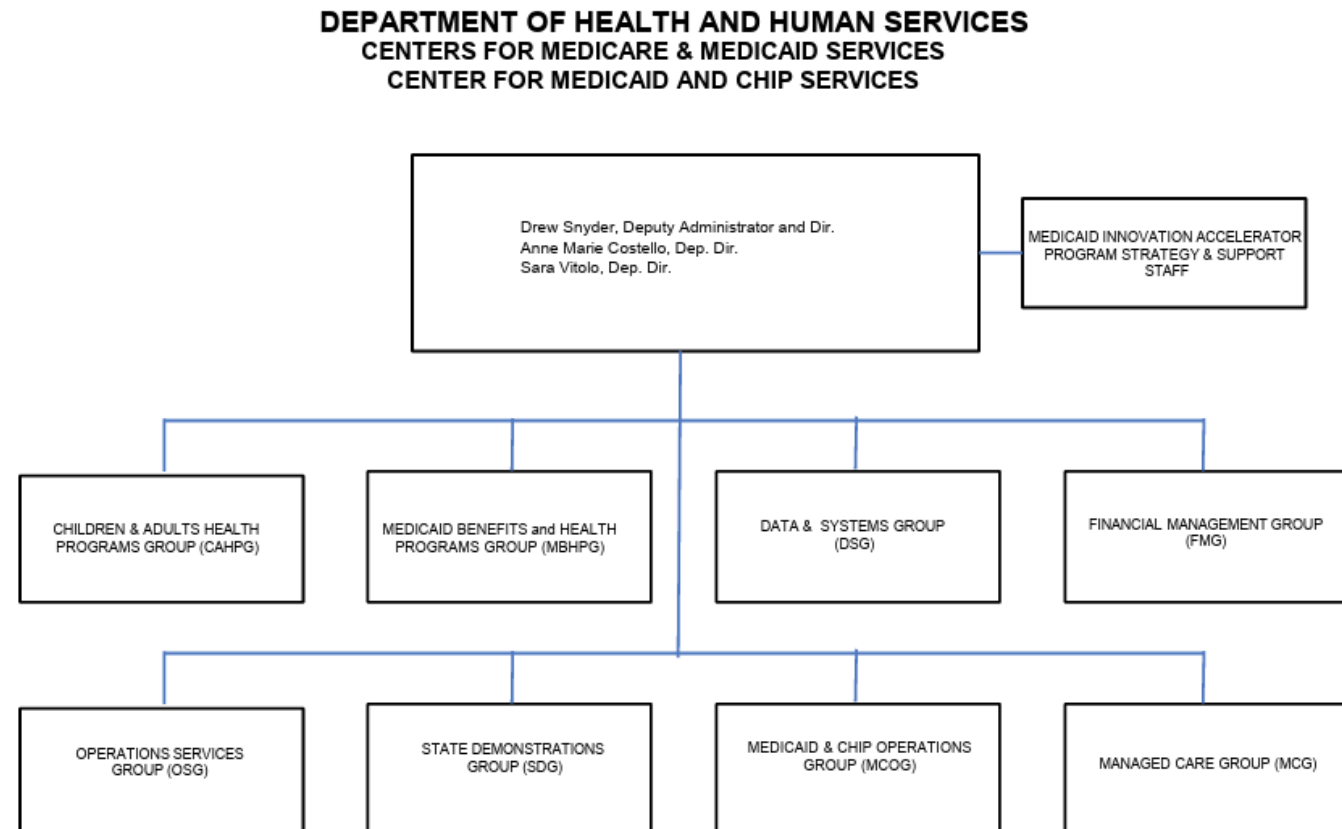 DEPARTMENT OF HEALTH AND HUMAN SERVICES
CENTERS FOR MEDICARE & MEDICAID SERVICES
CENTER FOR MEDICAID AND CHIP SERVICES
Drew Snyder, Deputy Administrator and Dir.
Anne Marie Costello, Dep. Dir.
Sara Vitolo, Dep. Dir.
MEDICAID INNOVATION ACCELERATOR
PROGRAM STRATEGY & SUPPORT
STAFF
CHILDREN & ADULTS HEALTH
PROGRAMS GROUP (CAHPG)
MEDICAID BENEFITS and HEALTH
PROGRAMS GROUP (MBHPG)
DATA & SYSTEMS GROUP
(DSG)
FINANCIAL MANAGEMENT GROUP
(FMG)
OPERATIONS SERVICES
GROUP (OSG)
STATE DEMONSTRATIONS
GROUP (SDG)
MEDICAID & CHIP OPERATIONS
GROUP (MCOG)
MANAGED CARE GROUP (MCG)